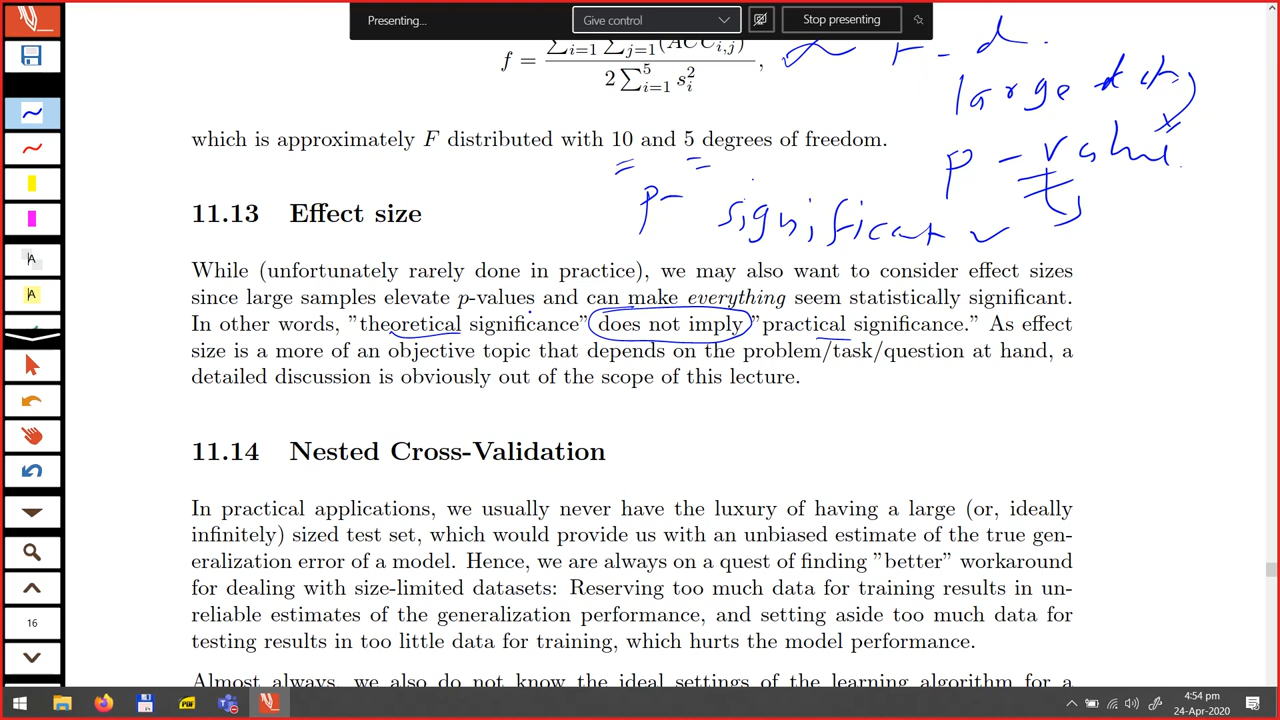 Presenting...
Give control
Stop presenting
f =
2 \sum_{i=1}^{5} s_i^2 ,
large data
which is approximately F distributed with 10 and 5 degrees of freedom.
p - value
p -
significant
11.13 Effect size
While (unfortunately rarely done in practice), we may also want to consider effect sizes
since large samples elevate p-values and can make everything seem statistically significant.
In other words, "theoretical significance" does not imply "practical significance." As effect
size is a more of an objective topic that depends on the problem/task/question at hand, a
detailed discussion is obviously out of the scope of this lecture.
11.14 Nested Cross-Validation
In practical applications, we usually never have the luxury of having a large (or, ideally
infinitely) sized test set, which would provide us with an unbiased estimate of the true gen-
eralization error of a model. Hence, we are always on a quest of finding "better" workaround
for dealing with size-limited datasets: Reserving too much data for training results in un-
reliable estimates of the generalization performance, and setting aside too much data for
testing results in too little data for training, which hurts the model performance.
Almost always, we also do not know the ideal settings of the learning algorithm for a
A
A
16
PDF
4:54 pm
24-Apr-2020